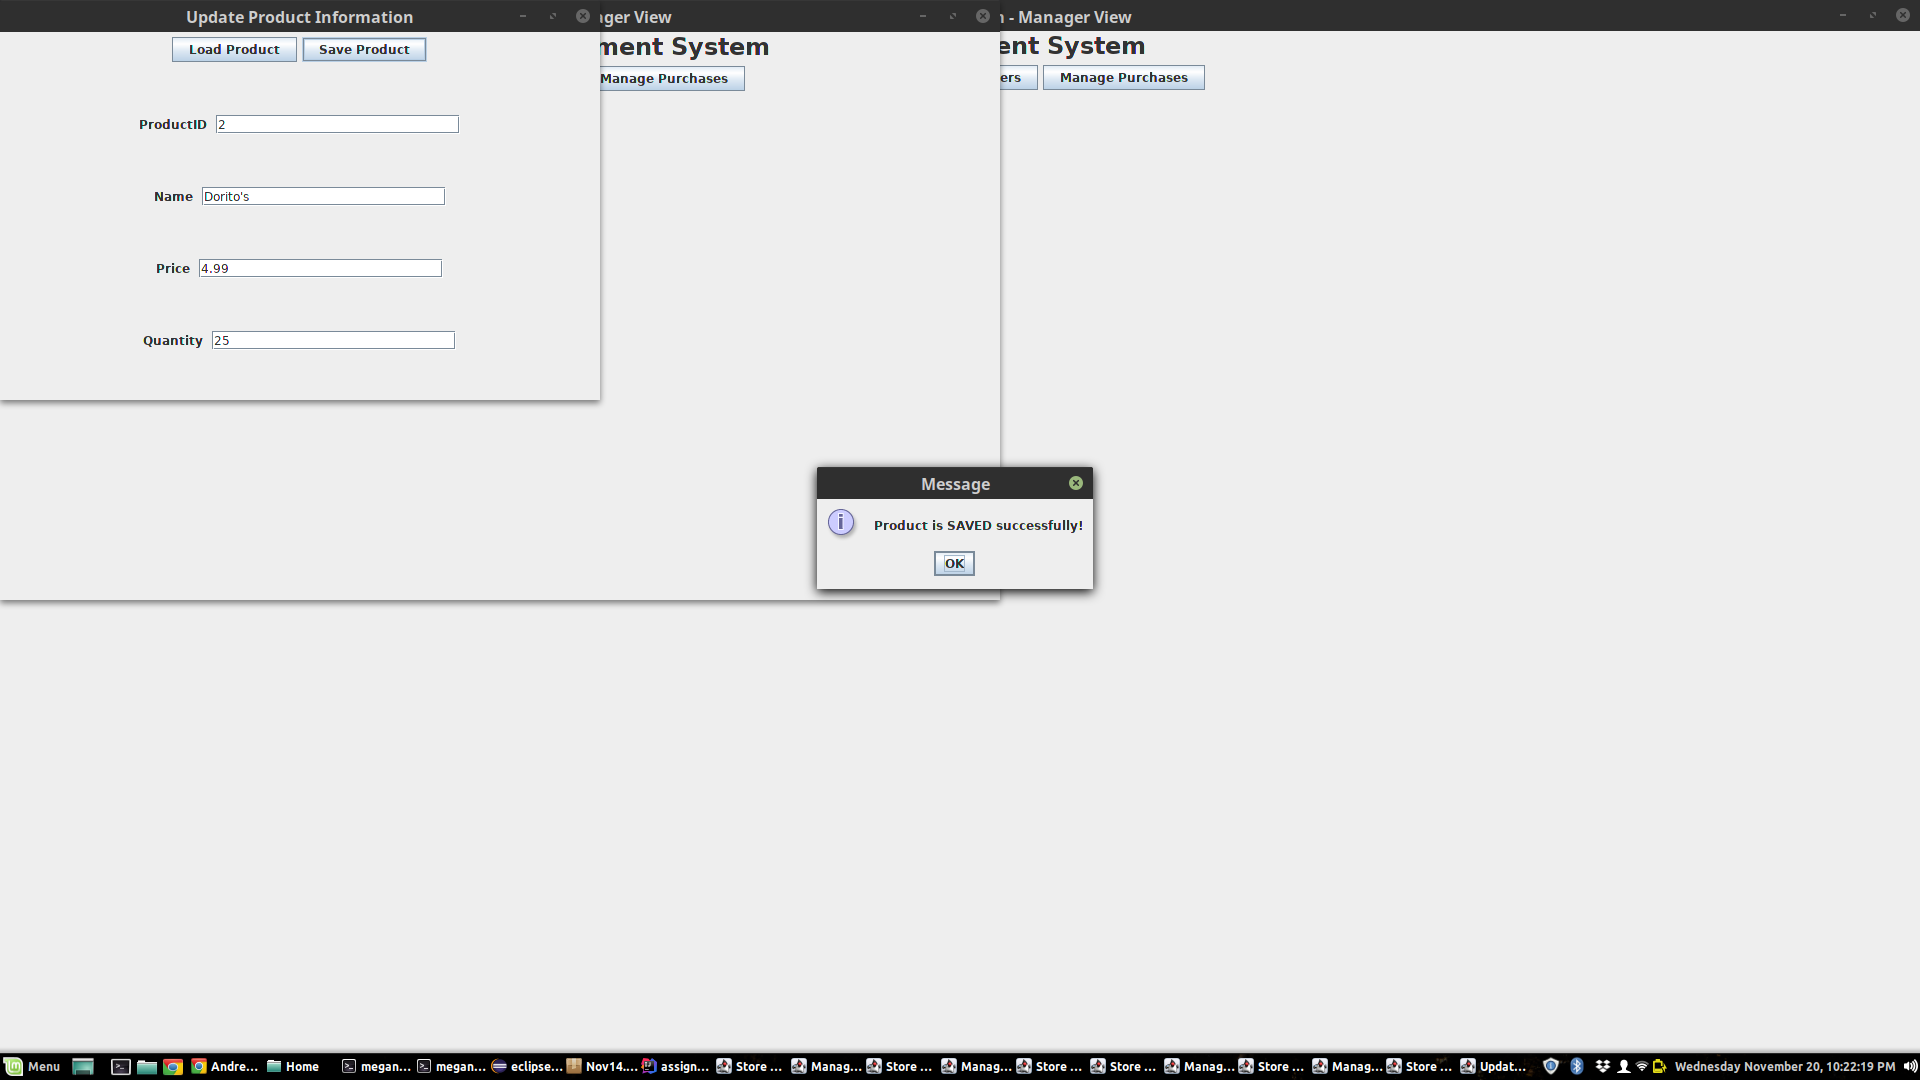 Update Product Information
Load Product
Save Product
ProductID 2
Name Dorito's
Price 4.99
Quantity 25
ger View
ment System
Manage Purchases
- Manager View
ent System
ers
Manage Purchases
Message
Product is SAVED successfully!
OK
Menu
Andre...
Home
megan...
megan...
eclipse...
Nov14....
assign...
Store ...
Manag...
Store ...
Manag...
Store ...
Store ...
Manag...
Store ...
Manag...
Store ...
Updat...
Wednesday November 20, 10:22:19 PM